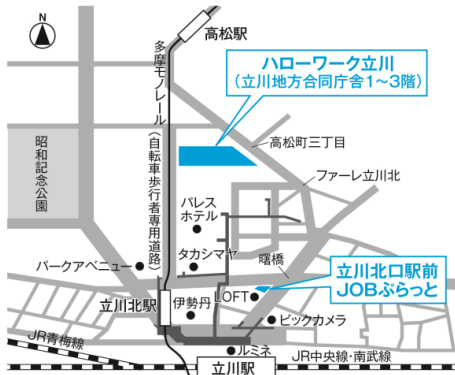 N
高松駅
ハローワーク立川
（立川地方合同庁舎1～3階）
多摩モノレール（自転車歩行者専用道路）
高松町三丁目
昭和記念公園
ファーレ立川北
パレス
ホテル
タカシマヤ
曙橋
パークアベニュー
立川北口駅前
JOBぷらっと
立川北駅
伊勢丹
LOFT
ビックカメラ
JR青梅線
ルミネ
JR中央線・南武線
立川駅